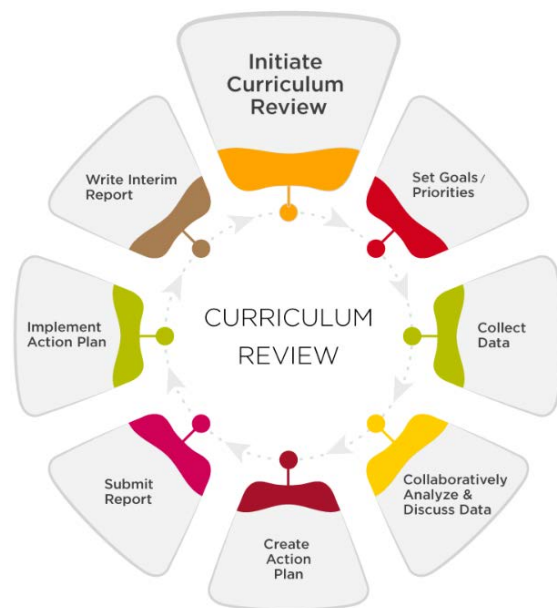 Initiate
Curriculum
Review
Set Goals/
Priorities
Collect
Data
Collaboratively
Analyze &
Discuss Data
Create
Action
Plan
Submit
Report
Implement
Action Plan
Write Interim
Report
CURRICULUM
REVIEW